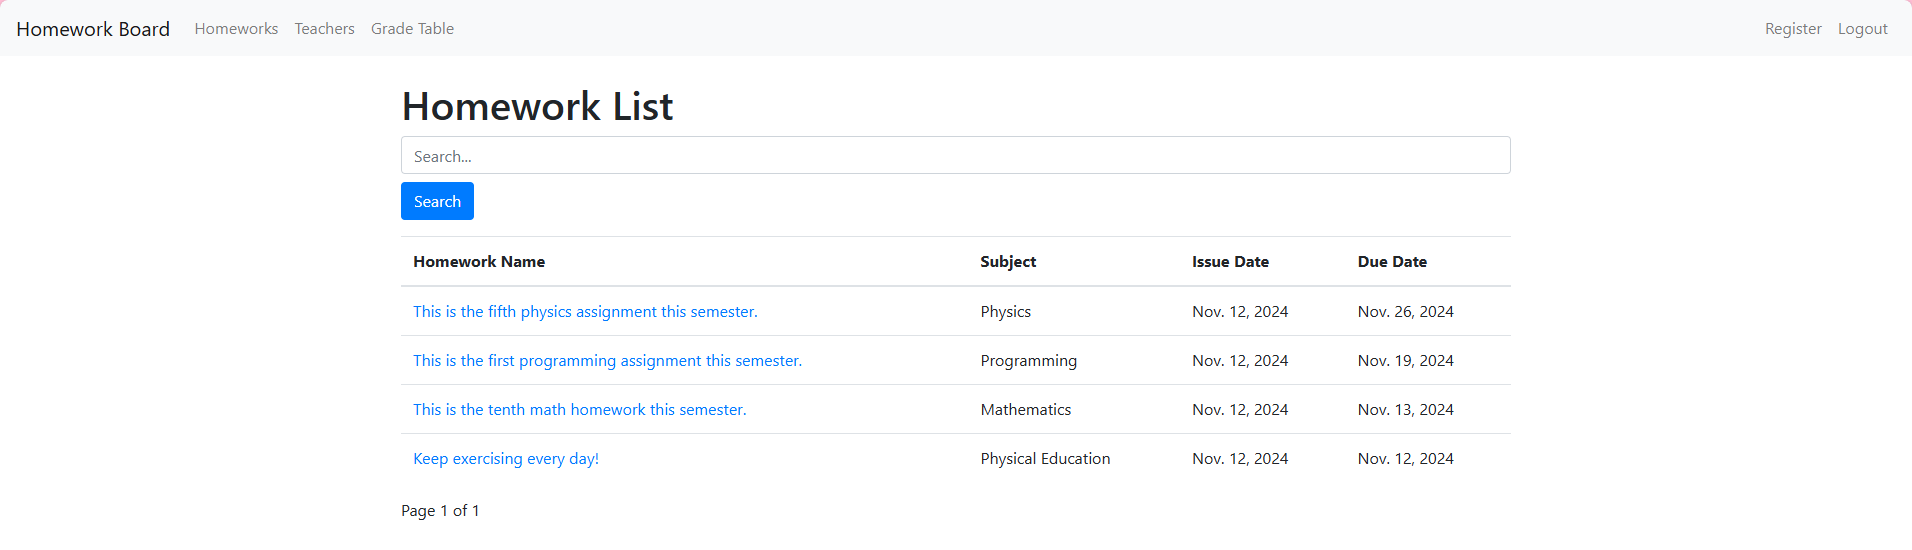 Homework Board Homeworks Teachers Grade Table Register Logout
Homework List
Search...
Search
Homework Name Subject Issue Date Due Date
This is the fifth physics assignment this semester. Physics Nov. 12, 2024 Nov. 26, 2024
This is the first programming assignment this semester. Programming Nov. 12, 2024 Nov. 19, 2024
This is the tenth math homework this semester. Mathematics Nov. 12, 2024 Nov. 13, 2024
Keep exercising every day! Physical Education Nov. 12, 2024 Nov. 12, 2024
Page 1 of 1